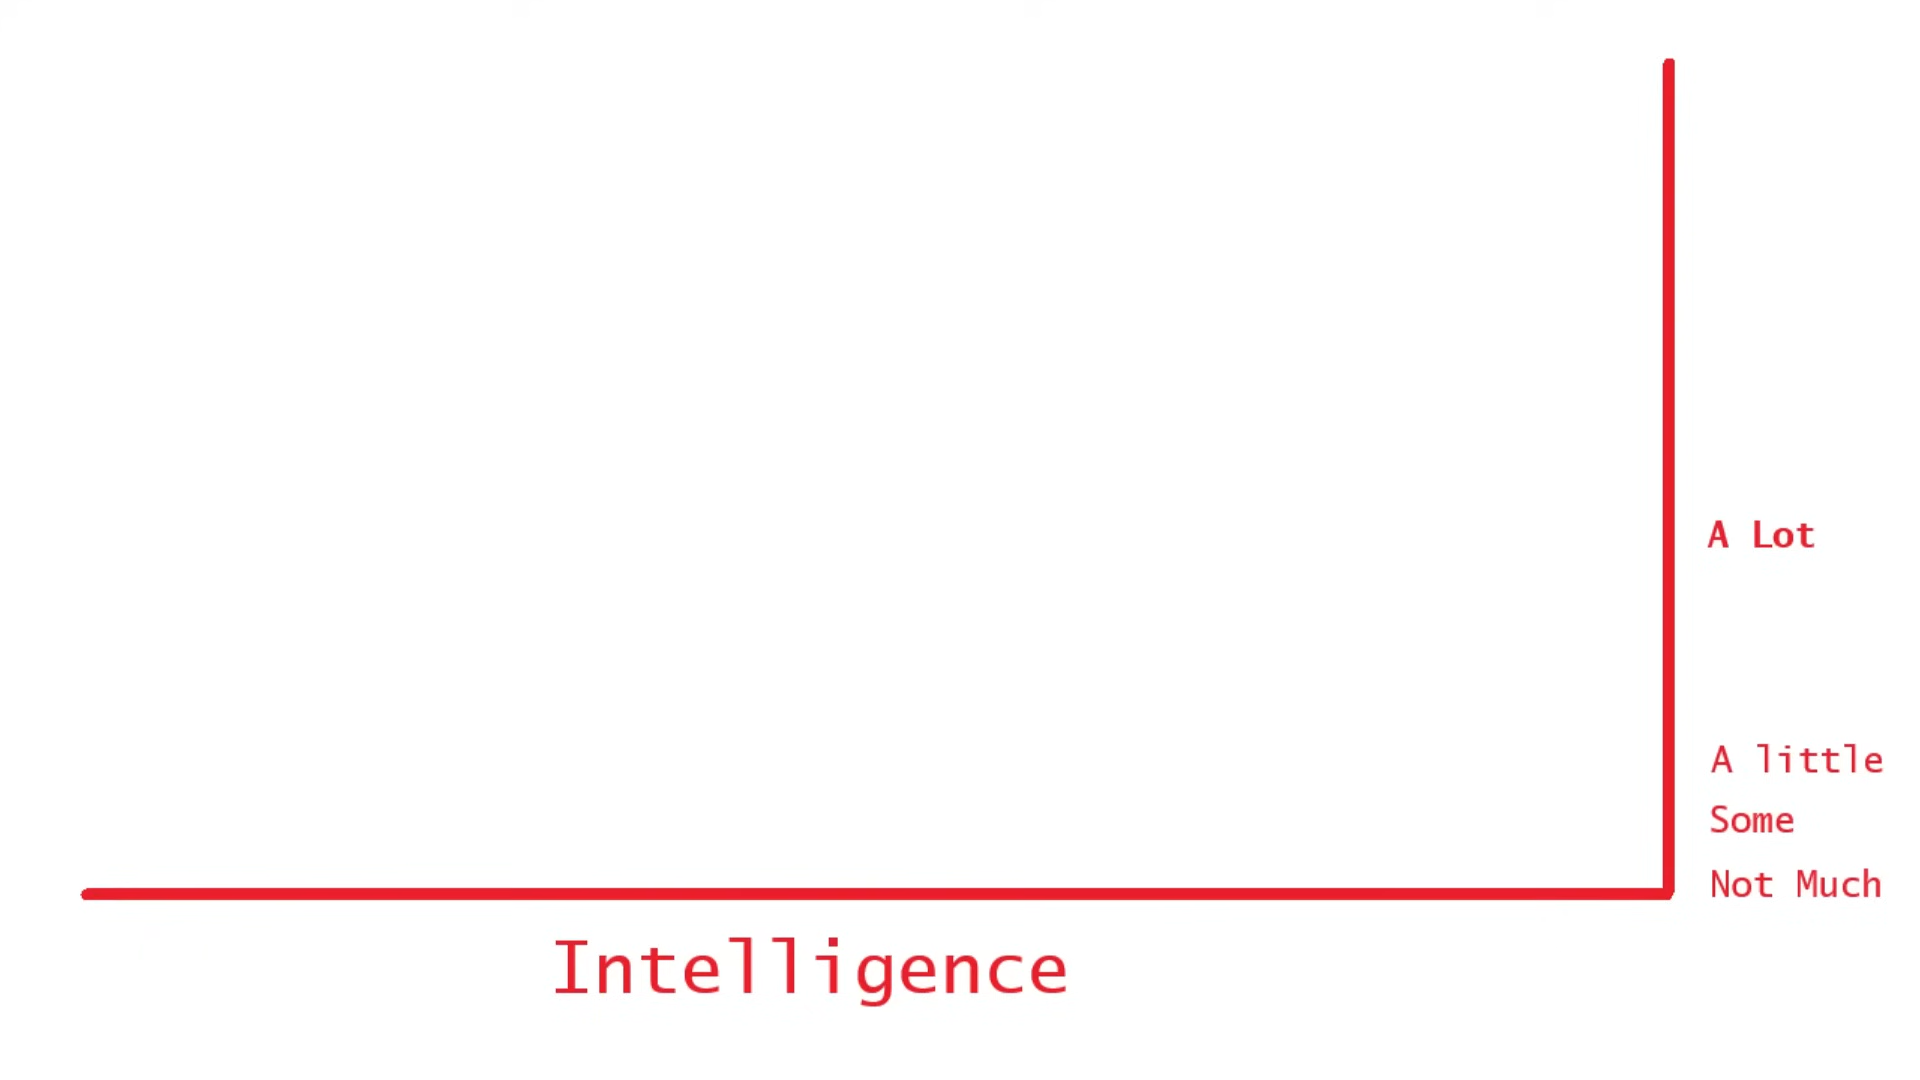 A Lot
A little
Some
Not Much
Intelligence